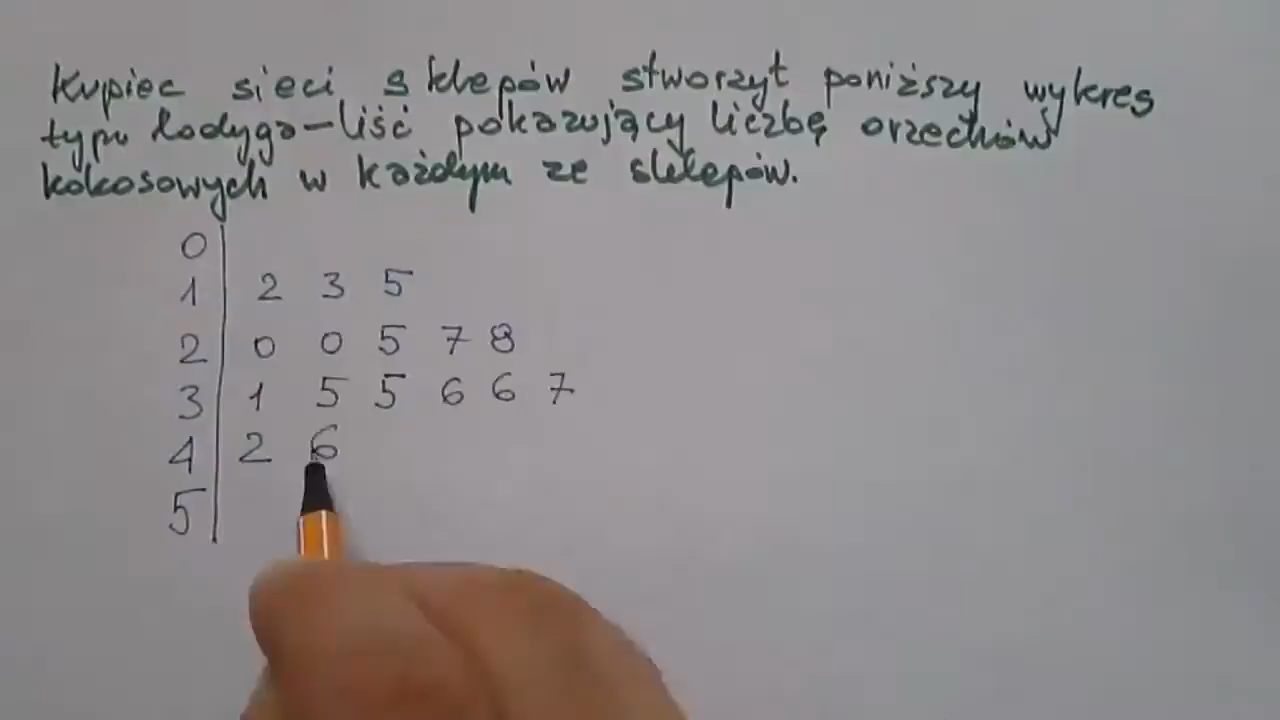 Kupiec sieci sklepów stworzył poniższy wykres
typu łodyga-liść pokazujący liczbę orzechów
kokosowych w każdym ze sklepów.
0
1 2 3 5
2 0 0 5 7 8
3 1 5 5 6 6 7
4 2 6
5